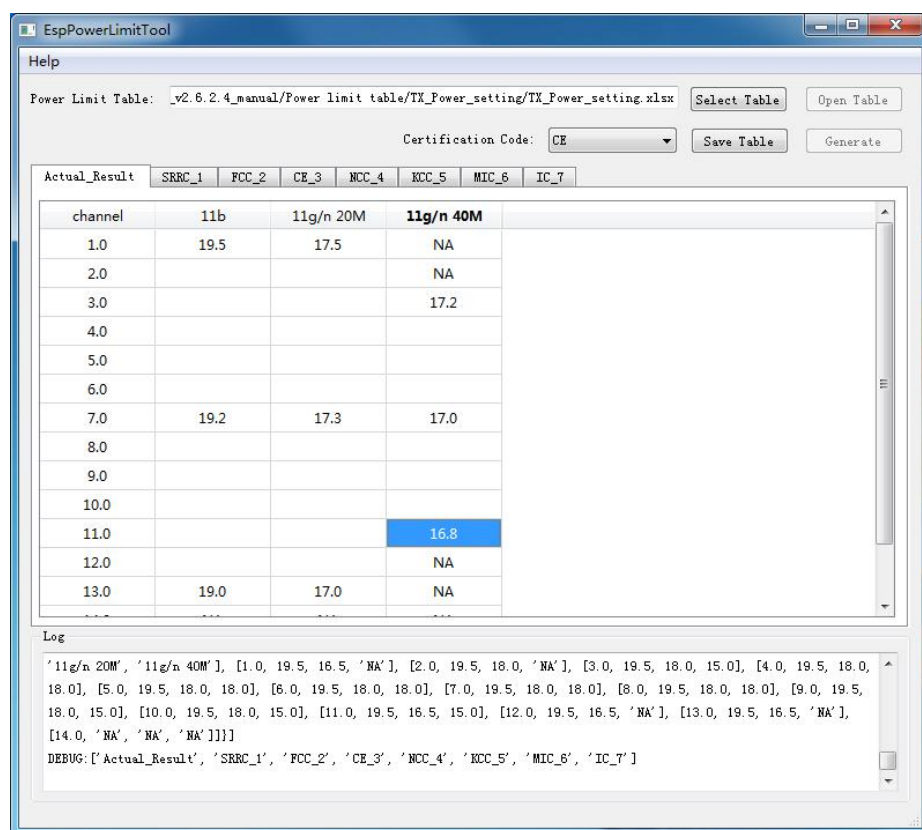 EspPowerLimitTool
Help
Power Limit Table: _v2.6.2.4_manual/Power limit table/TX_Power_setting/TX_Power_setting.xlsx Select Table Open Table
Certification Code: CE Save Table Generate
Actual_Result SRRC_1 FCC_2 CE_3 NCC_4 KCC_5 MIC_6 IC_7
channel 11b 11g/n 20M 11g/n 40M
1.0 19.5 17.5 NA
2.0 NA
3.0 17.2
4.0
5.0
6.0
7.0 19.2 17.3 17.0
8.0
9.0
10.0
11.0 16.8
12.0 NA
13.0 19.0 17.0 NA
Log
'11g/n 20M', '11g/n 40M'], [1.0, 19.5, 16.5, 'NA'], [2.0, 19.5, 18.0, 'NA'], [3.0, 19.5, 18.0, 15.0], [4.0, 19.5, 18.0,
18.0], [5.0, 19.5, 18.0, 18.0], [6.0, 19.5, 18.0, 18.0], [7.0, 19.5, 18.0, 18.0], [8.0, 19.5, 18.0, 18.0], [9.0, 19.5,
18.0, 15.0], [10.0, 19.5, 18.0, 15.0], [11.0, 19.5, 16.5, 15.0], [12.0, 19.5, 16.5, 'NA'], [13.0, 19.5, 16.5, 'NA'],
[14.0, 'NA', 'NA', 'NA']]}]
DEBUG:['Actual_Result', 'SRRC_1', 'FCC_2', 'CE_3', 'NCC_4', 'KCC_5', 'MIC_6', 'IC_7']